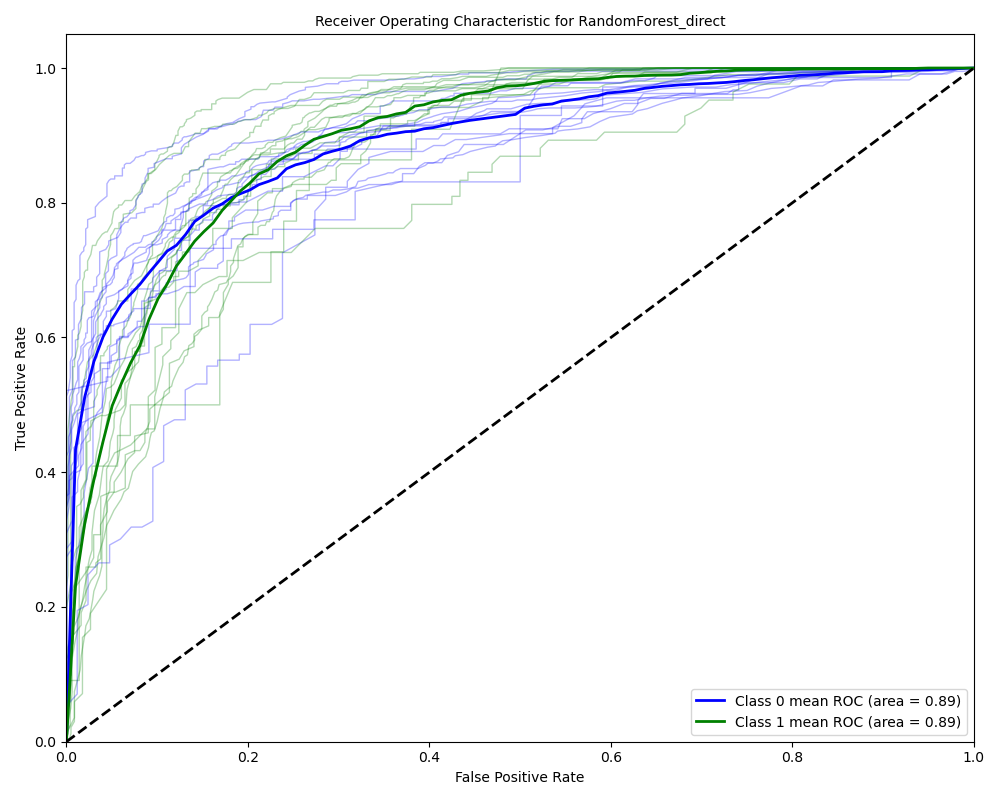 Receiver Operating Characteristic for RandomForest_direct
True Positive Rate
1.0
0.8
0.6
0.4
0.2
0.0
0.0 0.2 0.4 0.6 0.8 1.0
False Positive Rate
Class 0 mean ROC (area = 0.89)
Class 1 mean ROC (area = 0.89)